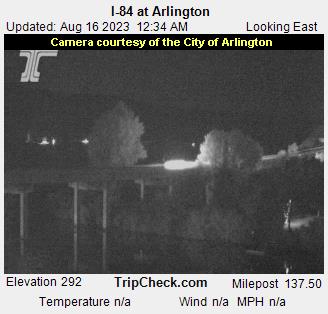 I-84 at Arlington
Updated: Aug 16 2023 12:34 AM Looking East
Camera courtesy of the City of Arlington
Elevation 292 TripCheck.com Milepost 137.50
Temperature n/a Wind n/a MPH n/a